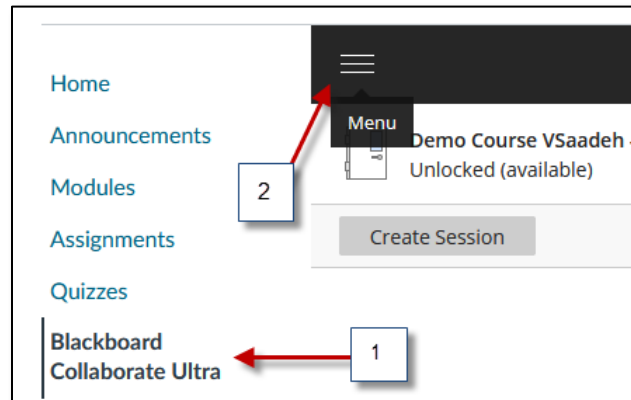 Home
Announcements
Modules
Assignments
Quizzes
Blackboard
Collaborate Ultra
1
2
Menu
Demo Course VSaadeh
Unlocked (available)
Create Session